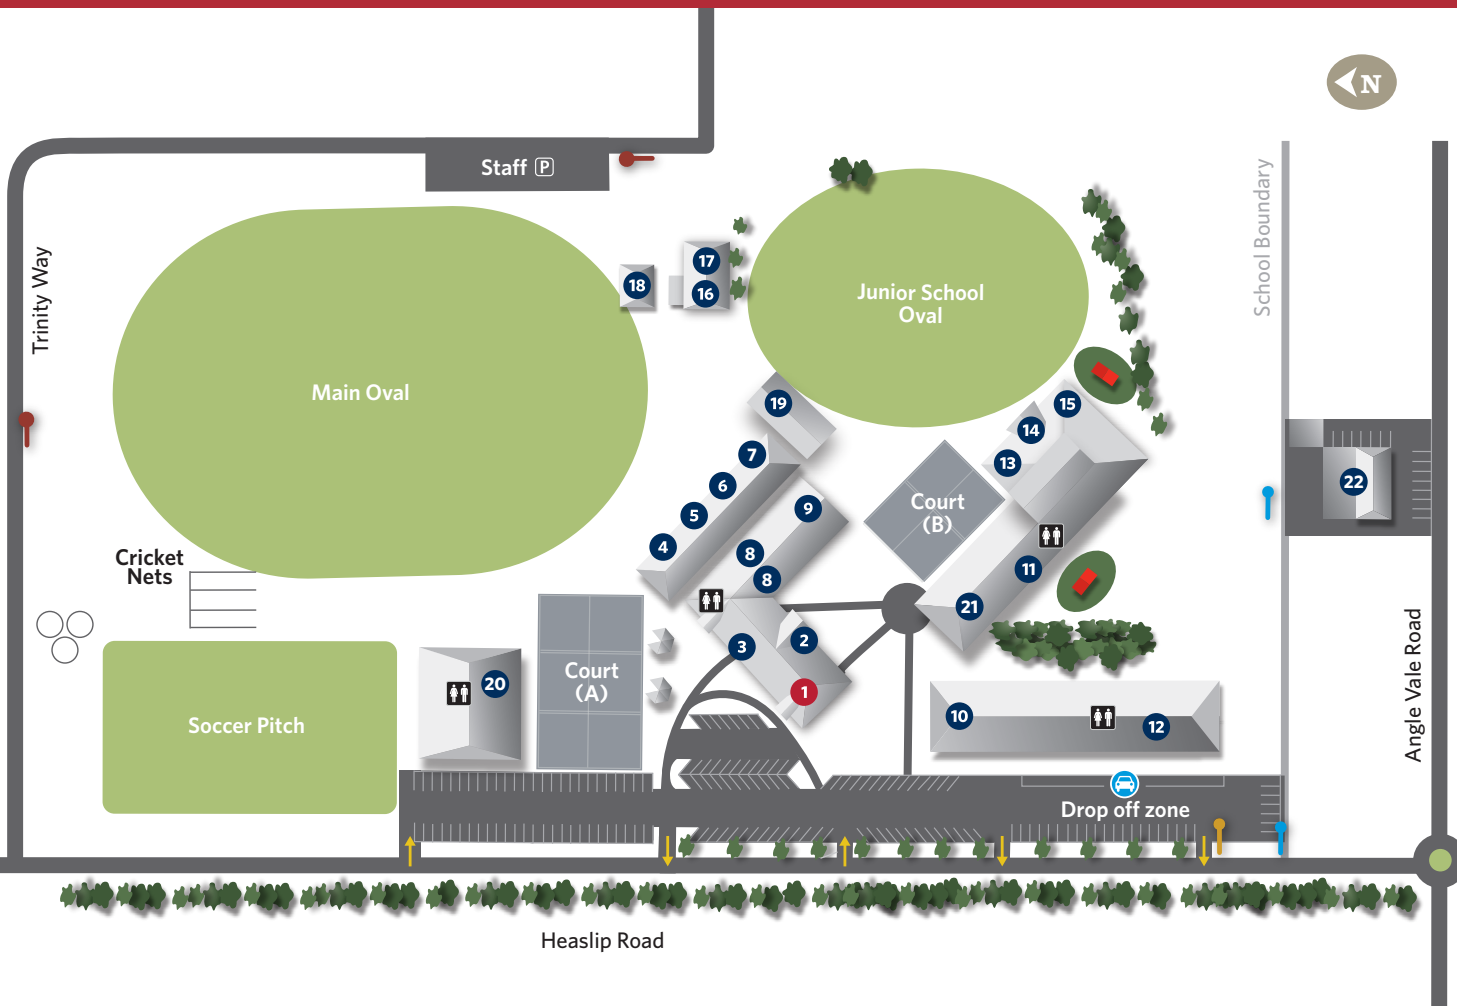 N
Staff P
School Boundary
Trinity Way
17
18
16
Junior School
Oval
Main Oval
19
15
14
7
13
6
22
5
9
Court
(B)
4
8
Cricket
Nets
11
8
21
2
3
Court
(A)
20
1
Soccer Pitch
10
12
Angle Vale Road
Drop off zone
Heaslip Road